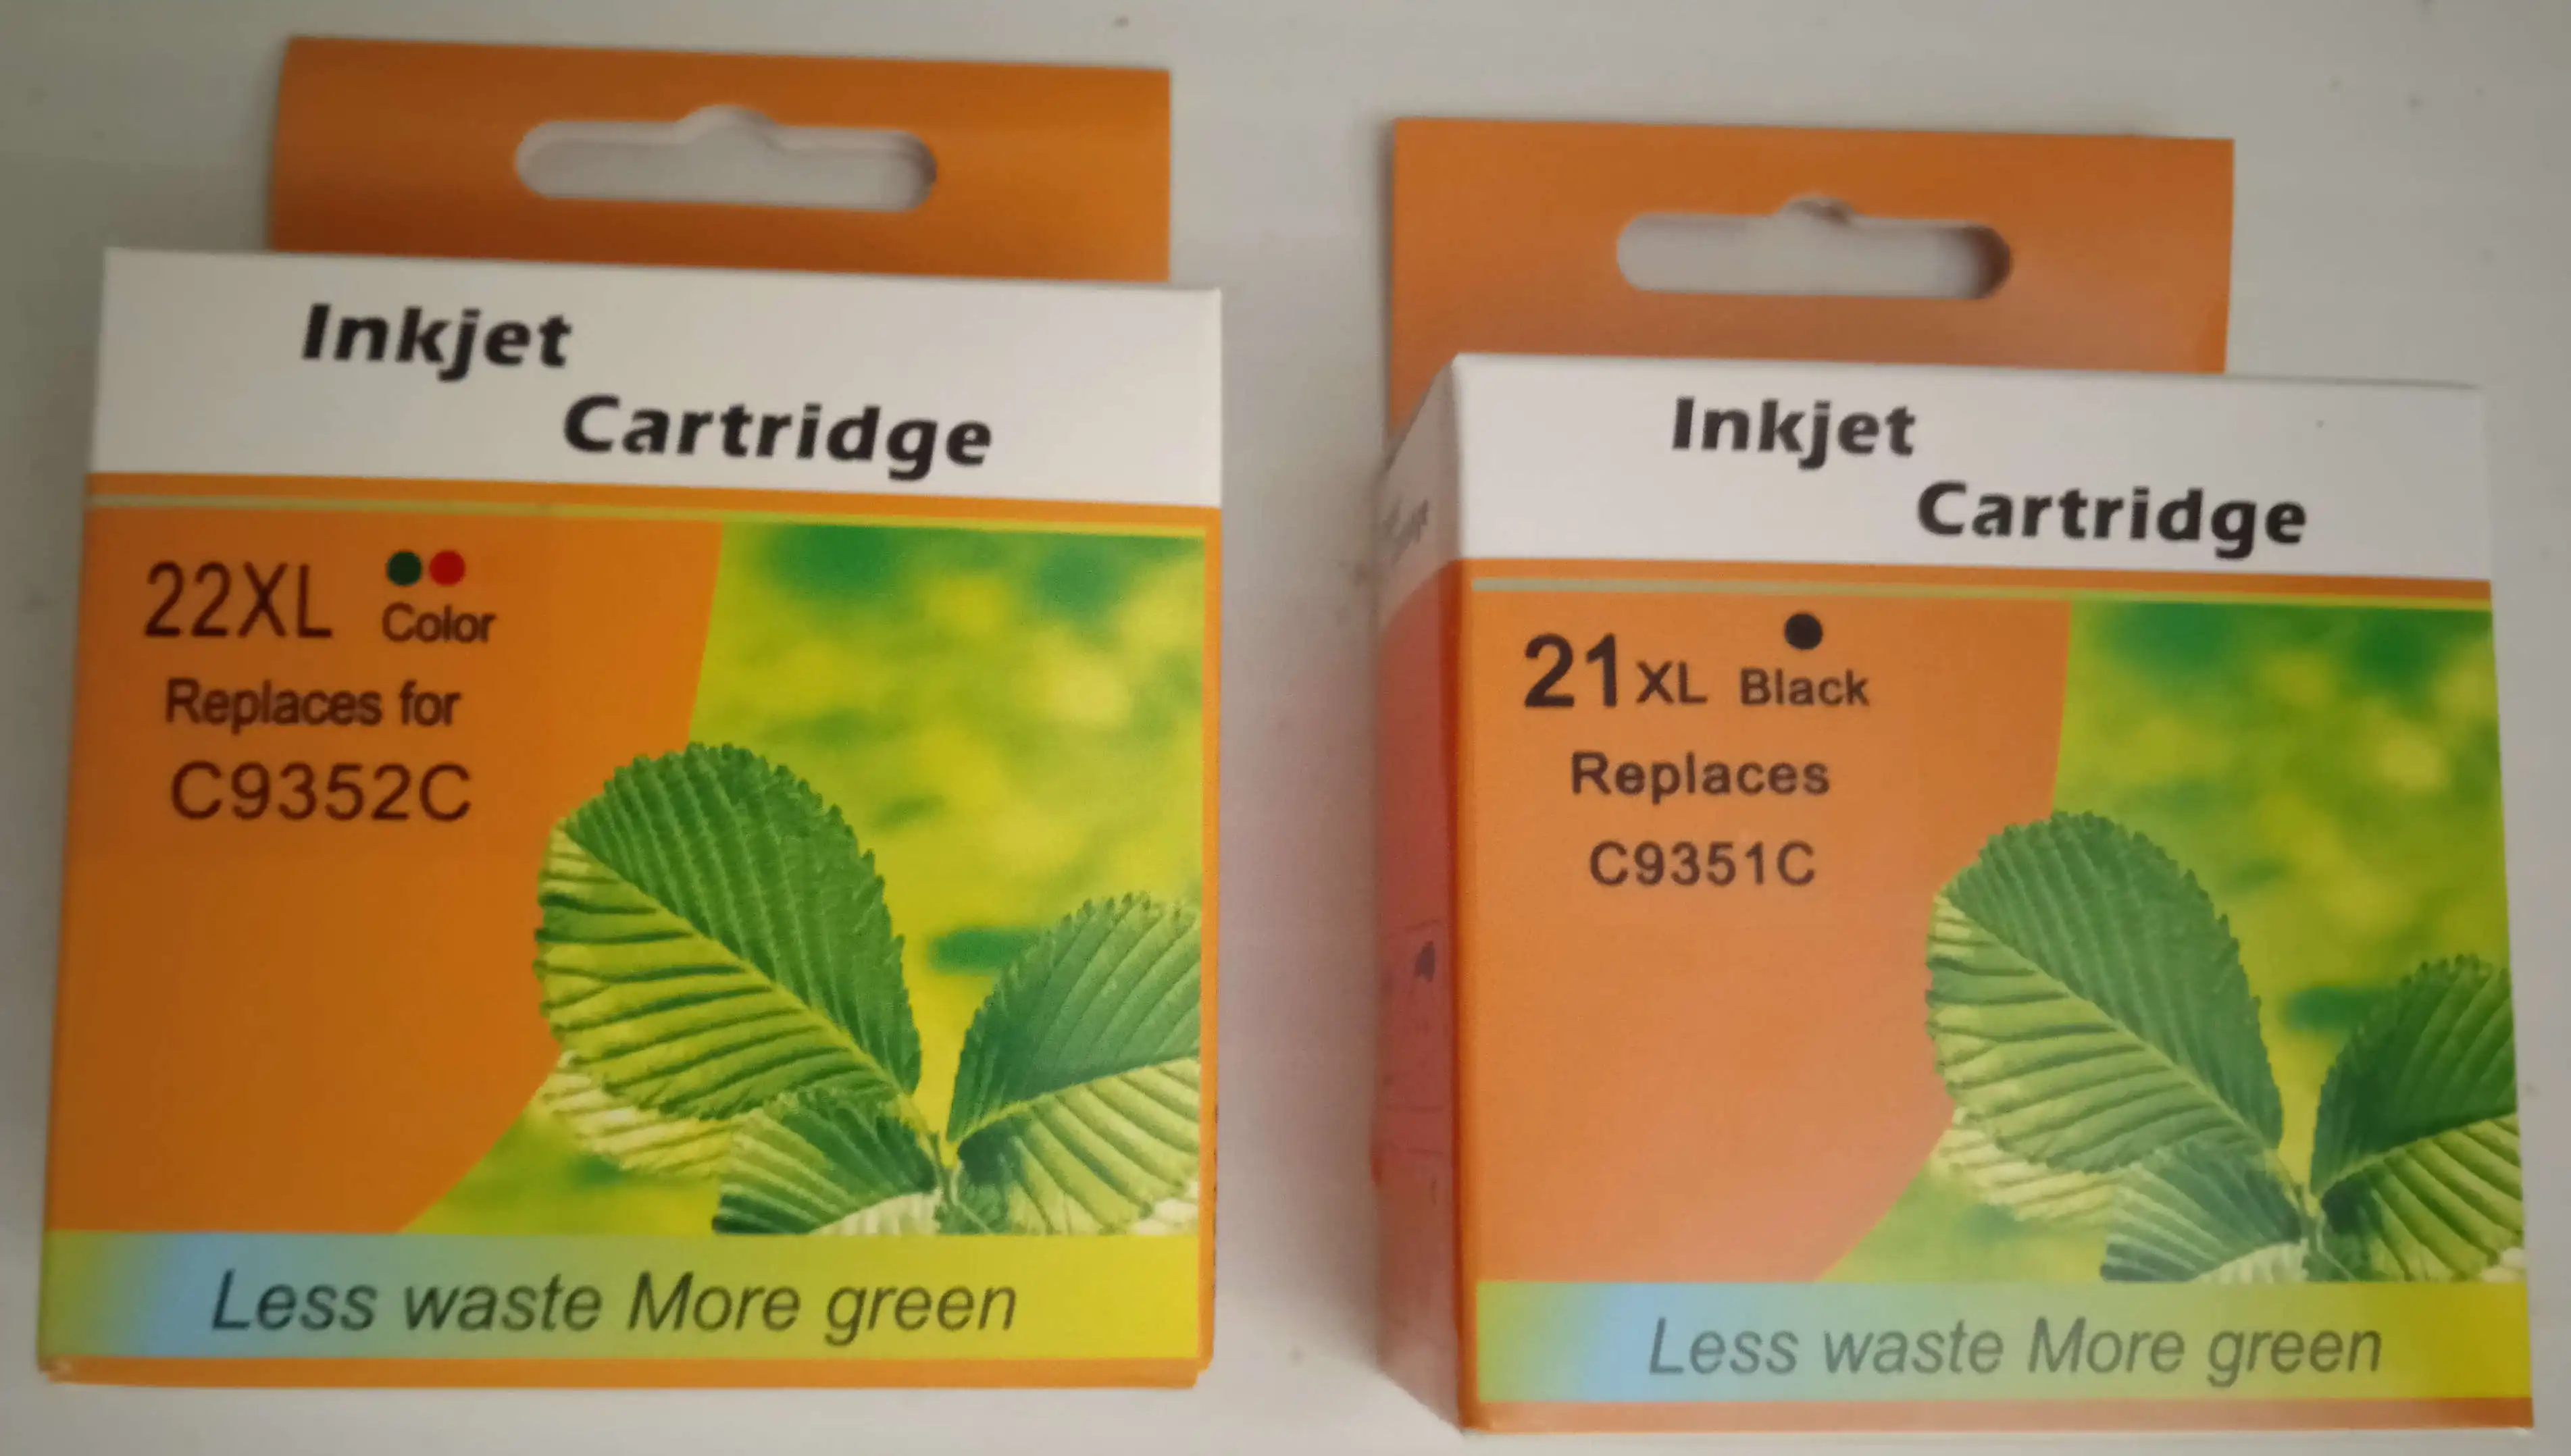 Inkjet
Cartridge
22XL Color
Replaces for
C9352C
Less waste More green
Inkjet
Cartridge
21XL Black
Replaces
C9351C
Less waste More green